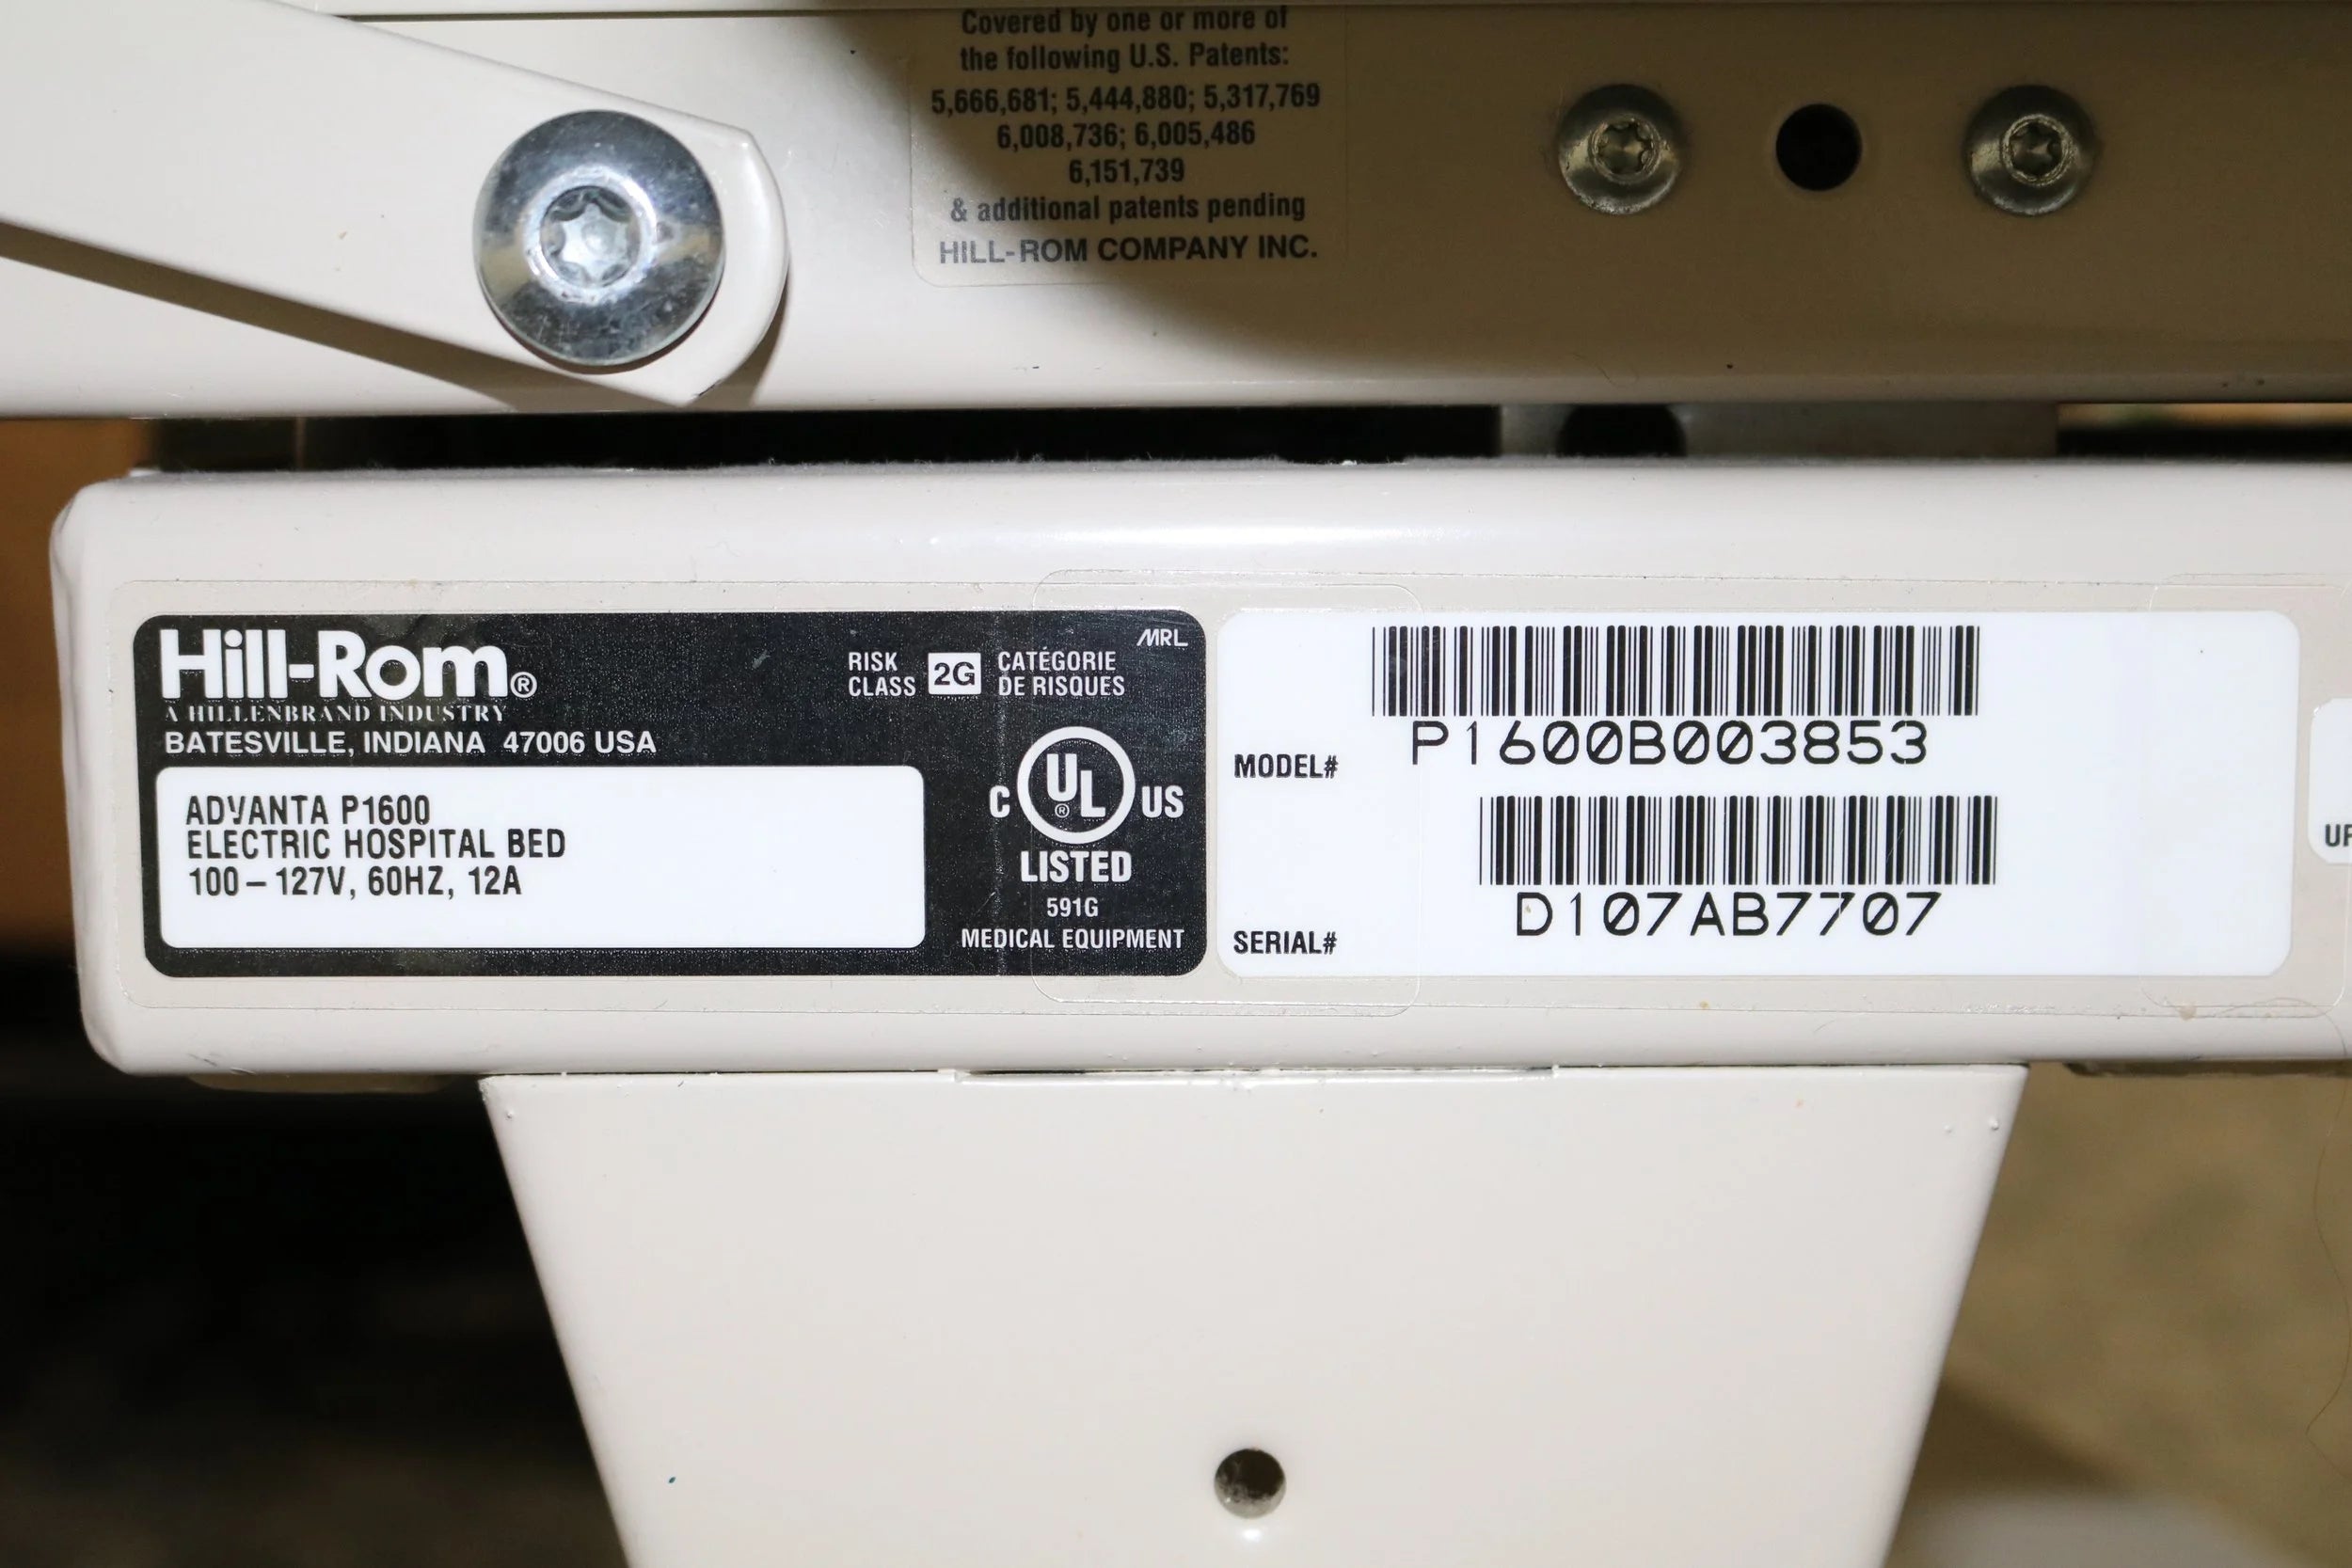 Covered by one or more of
the following U.S. Patents:
5,666,681; 5,444,880; 5,317,769
6,008,736; 6,005,486
6,151,739
& additional patents pending
HILL-ROM COMPANY INC.
Hill-Rom®
A HILLENBRAND INDUSTRY
BATESVILLE, INDIANA 47006 USA
RISK CLASS 2G CATÉGORIE DE RISQUES
MRL
ADVANTA P1600
ELECTRIC HOSPITAL BED
100-127V, 60HZ, 12A
C UL® US
LISTED
591G
MEDICAL EQUIPMENT
P1600B003853
MODEL#
D107AB7707
SERIAL#